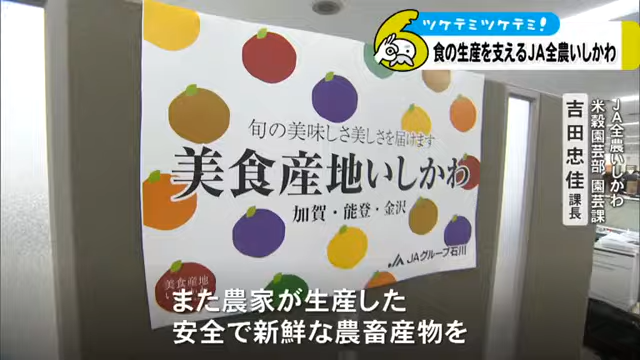 ツケテミツケテミ!
食の生産を支えるJA全農いしかわ
JA全農いしかわ
米穀園芸部 園芸課
吉田忠佳 課長
旬の美味しさ美しさを届けます
美食産地いしかわ
加賀・能登・金沢
JAグループ石川
美食産地
また農家が生産した
安全で新鮮な農畜産物を